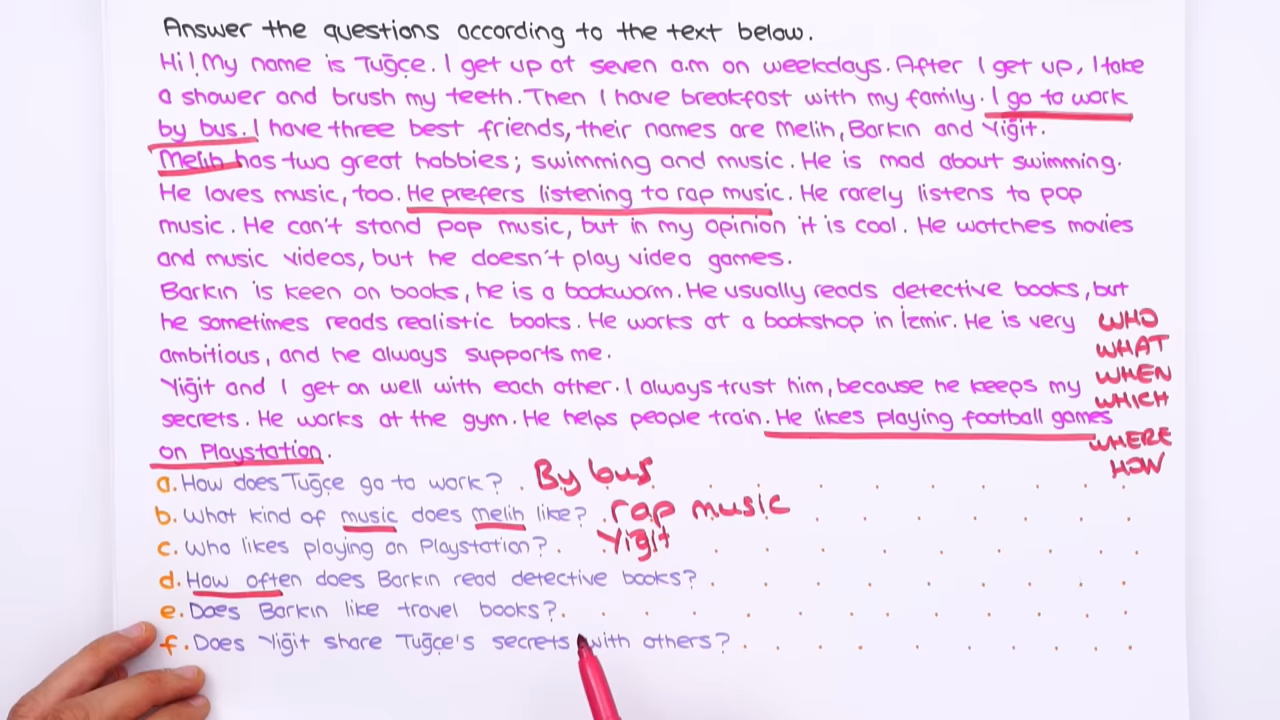 Answer the questions according to the text below.
Hi! My name is Tuğçe. I get up at seven a.m on weekdays. After I get up, I take
a shower and brush my teeth. Then I have breakfast with my family. I go to work
by bus. I have three best friends, their names are Melih, Barkın and Yiğit.
Melih has two great hobbies; swimming and music. He is mad about swimming.
He loves music, too. He prefers listening to rap music. He rarely listens to pop
music. He can't stand pop music, but in my opinion it is cool. He watches movies
and music videos, but he doesn't play video games.
Barkın is keen on books, he is a bookworm. He usually reads detective books, but
he sometimes reads realistic books. He works at a bookshop in İzmir. He is very
ambitious, and he always supports me.
Yiğit and I get on well with each other. I always trust him, because he keeps my
secrets. He works at the gym. He helps people train. He likes playing football games
on Playstation.
WHO
WHAT
WHEN
WHICH
WHERE
HOW
a. How does Tuğçe go to work? By bus
b. What kind of music does melih like? rap music
c. Who likes playing on Playstation? Yiğit
d. How often does Barkın read detective books?
e. Does Barkın like travel books?
f. Does Yiğit share Tuğçe's secrets with others?